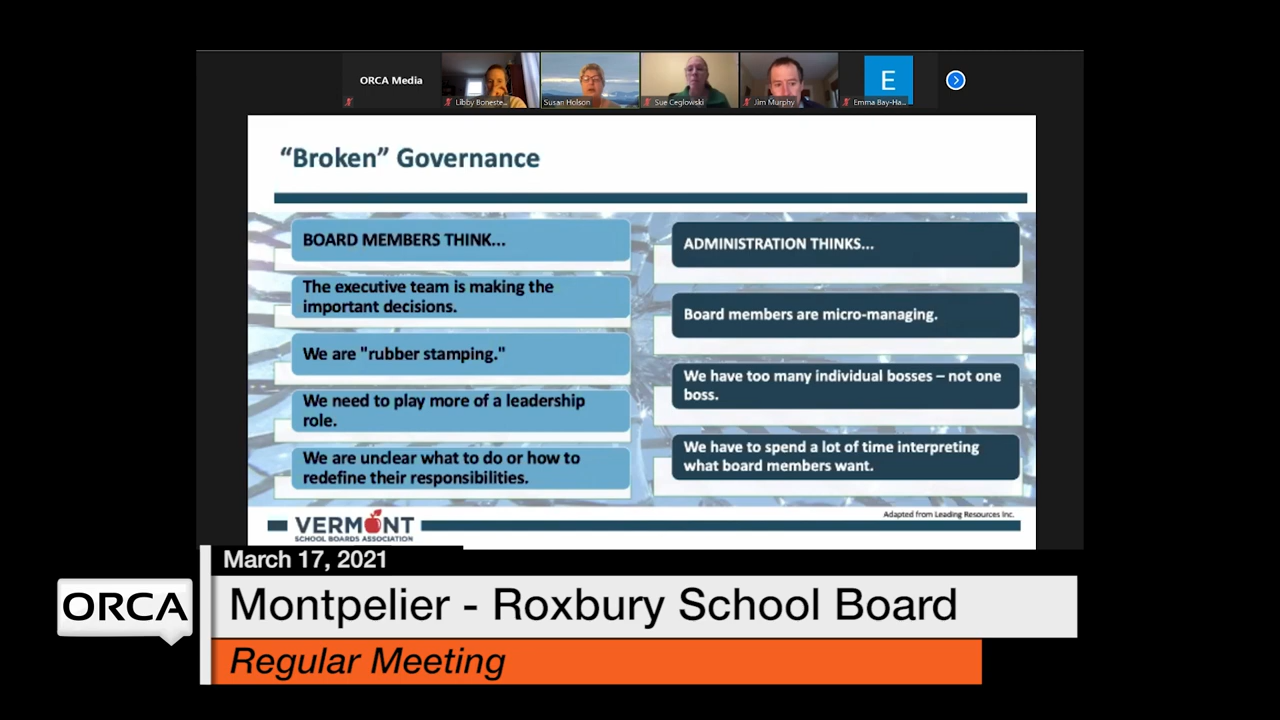 ORCA Media
Libby Boneste...
Susan Holson
Sue Ceglowski
Jim Murphy
E
Emma Bay-Ha...
“Broken” Governance
BOARD MEMBERS THINK...
The executive team is making the
important decisions.
We are "rubber stamping."
We need to play more of a leadership
role.
We are unclear what to do or how to
redefine their responsibilities.
ADMINISTRATION THINKS...
Board members are micro-managing.
We have too many individual bosses – not one
boss.
We have to spend a lot of time interpreting
what board members want.
Adapted from Leading Resources Inc.
VERMONT
SCHOOL BOARDS ASSOCIATION
March 17, 2021
ORCA
Montpelier - Roxbury School Board
Regular Meeting